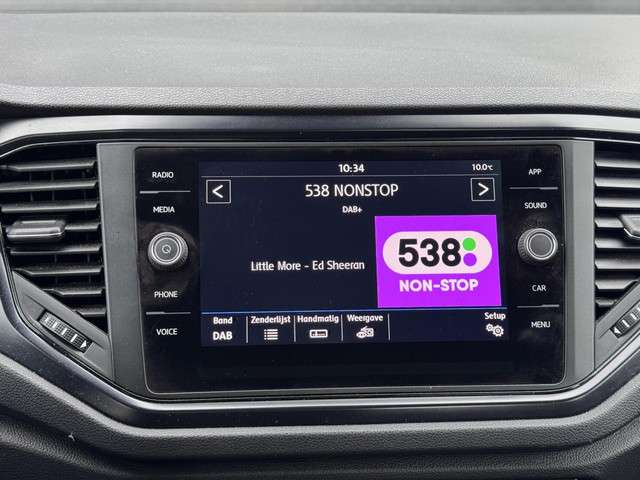 10:34
10.0°C
RADIO
APP
< 538 NONSTOP >
DAB+
MEDIA
SOUND
538
Little More - Ed Sheeran
NON-STOP
PHONE
CAR
Band
Zenderlijst
Handmatig
Weergave
Setup
DAB
VOICE
MENU